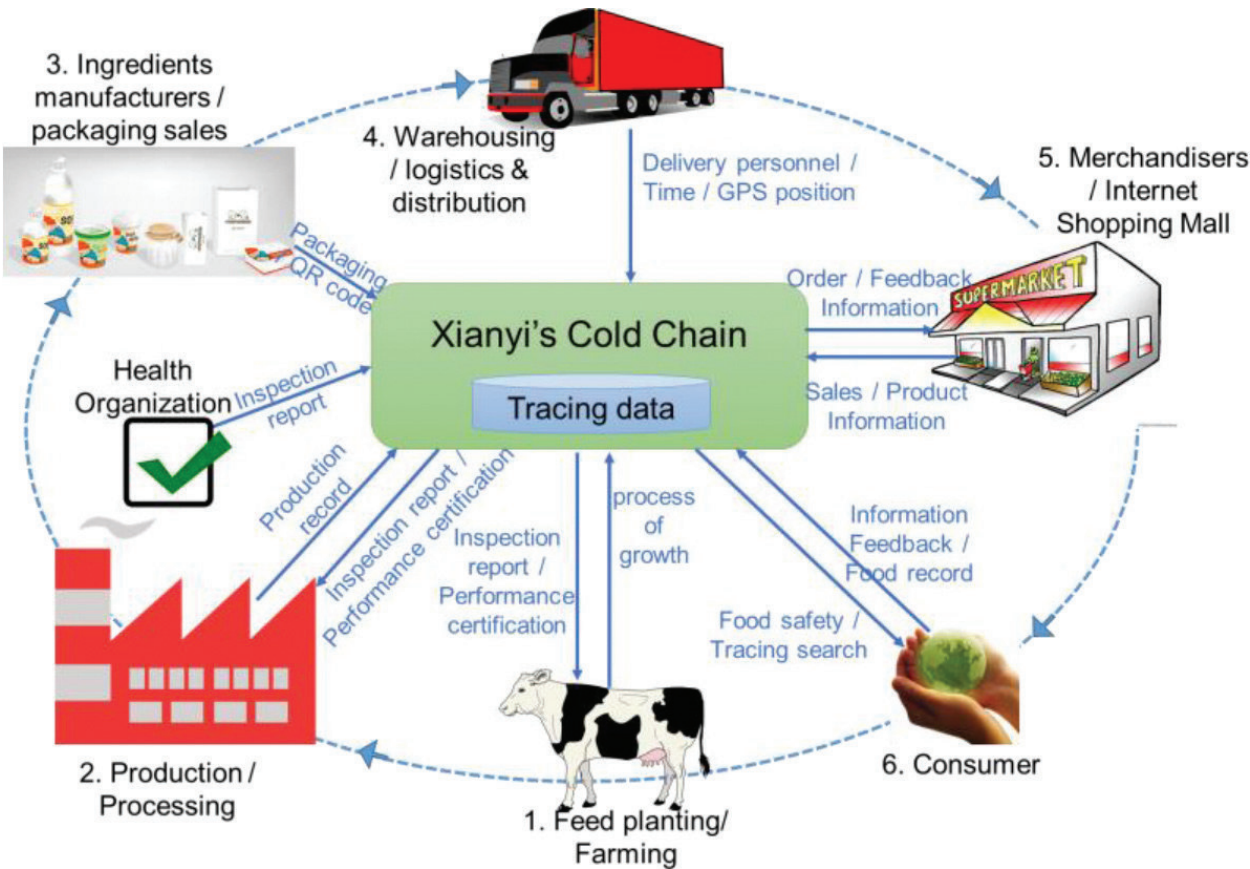 3. Ingredients
manufacturers /
packaging sales
4. Warehousing
/ logistics &
distribution
Delivery personnel /
Time / GPS position
5. Merchandisers
/ Internet
Shopping Mall
SUPERMARKET
Packaging
/ QR code
Order / Feedback
Information
Xianyi's Cold Chain
Tracing data
Sales / Product
Information
Health
Organization
Inspection
report
Production
record
Inspection report /
Performance certification
Inspection
report /
Performance
certification
process
of
growth
Information
Feedback /
Food record
Food safety /
Tracing search
2. Production /
Processing
1. Feed planting/
Farming
6. Consumer